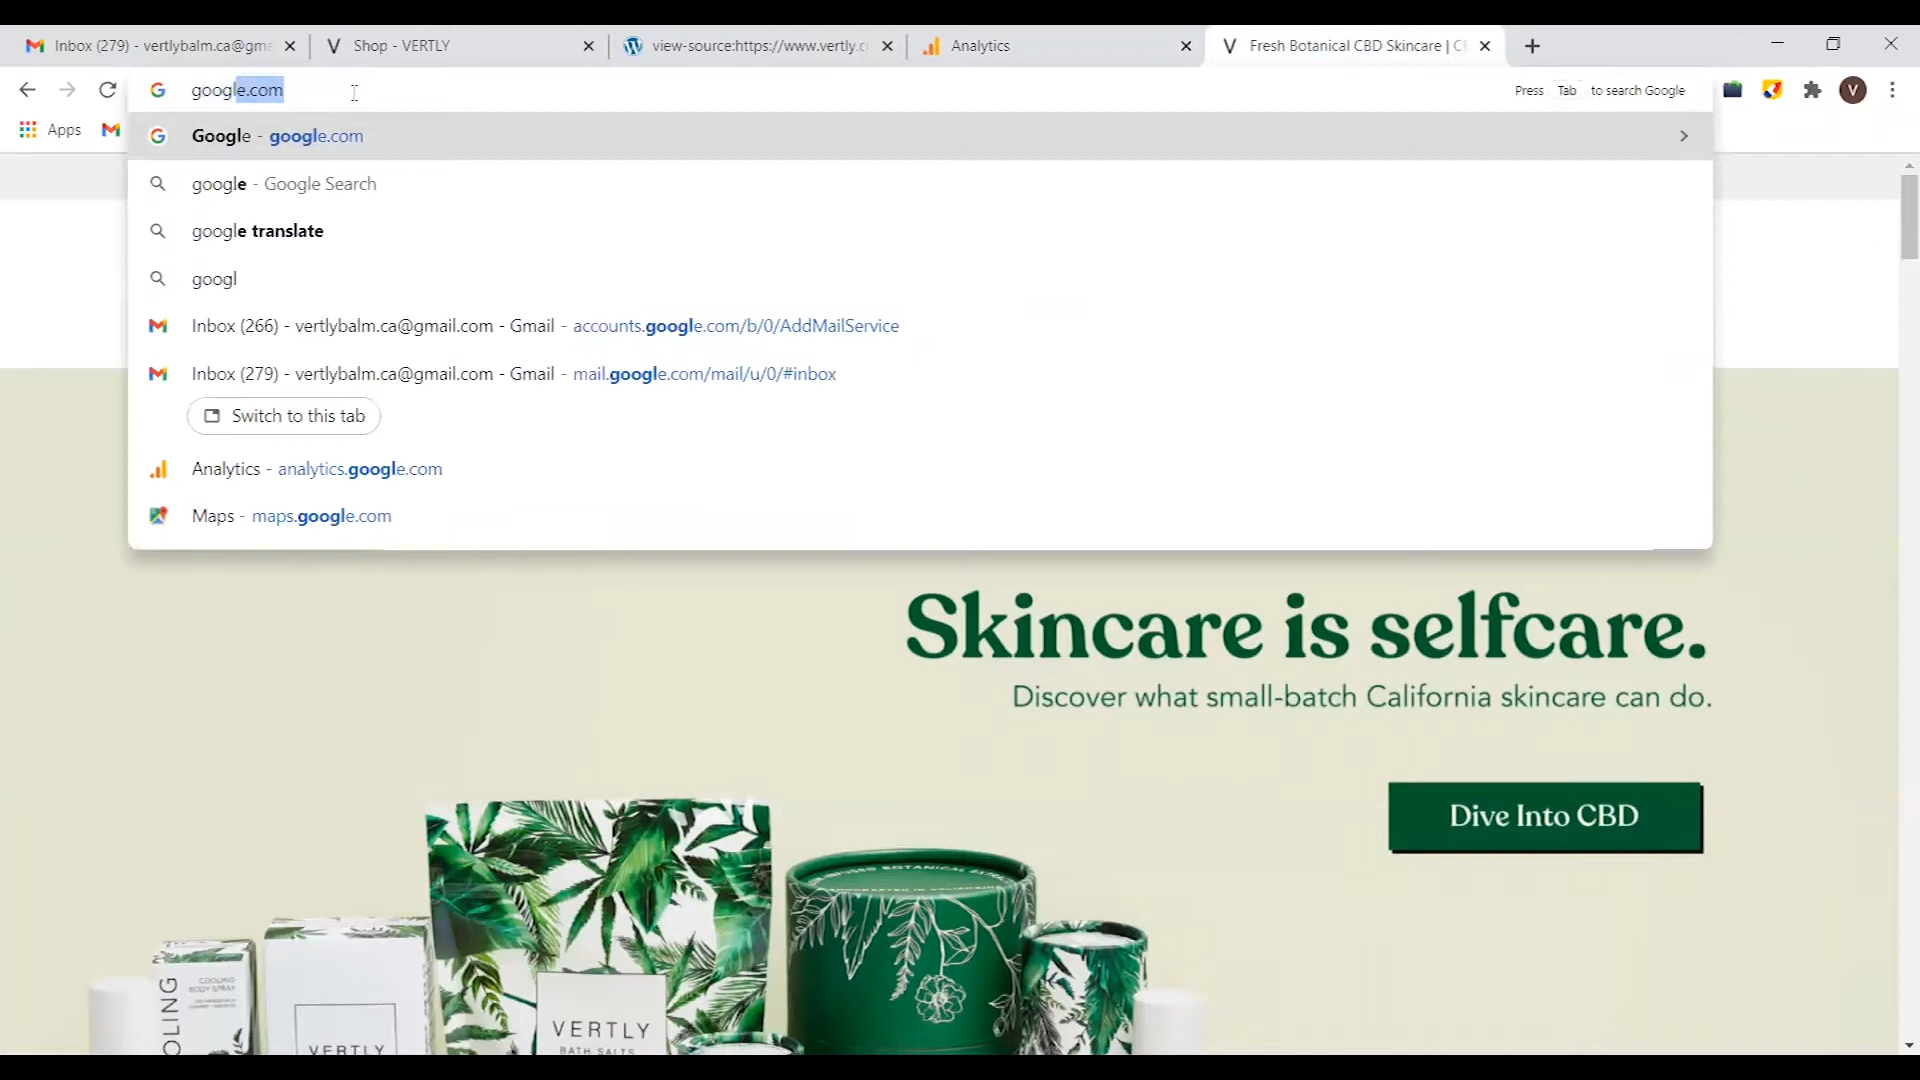 Inbox (279) - vertlybalm.ca@gma
Shop - VERTLY
view-source:https://www.vertly.c
Analytics
Fresh Botanical CBD Skincare | C
google.com
Press Tab to search Google
V
Apps
Google - google.com
google - Google Search
google translate
googl
Inbox (266) - vertlybalm.ca@gmail.com - Gmail - accounts.google.com/b/0/AddMailService
Inbox (279) - vertlybalm.ca@gmail.com - Gmail - mail.google.com/mail/u/0/#inbox
Switch to this tab
Analytics - analytics.google.com
Maps - maps.google.com
Skincare is selfcare.
Discover what small-batch California skincare can do.
Dive Into CBD
COOLING
BODY SPRAY
OLING
VERTLY
VERTLY
BATH SALTS